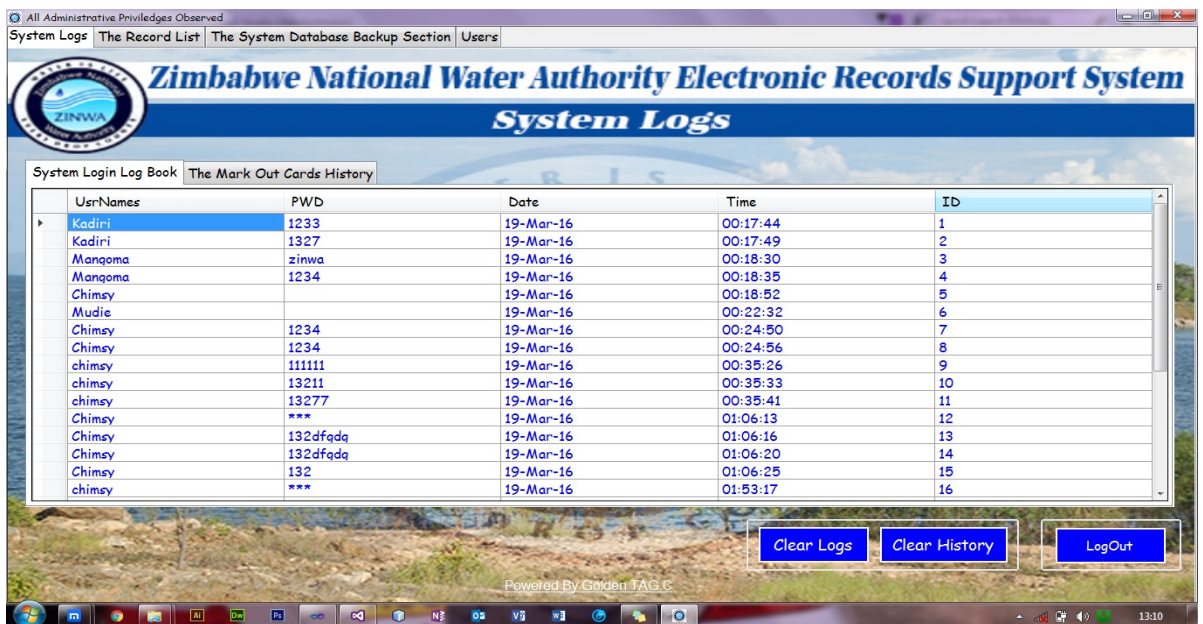 All Administrative Priviledges Observed
System Logs The Record List The System Database Backup Section Users
Zimbabwe National Water Authority Electronic Records Support System
ZINWA
System Logs
System Login Log Book The Mark Out Cards History
UsrNames PWD Date Time ID
Kadiri 1233 19-Mar-16 00:17:44 1
Kadiri 1327 19-Mar-16 00:17:49 2
Mangoma zinwa 19-Mar-16 00:18:30 3
Mangoma 1234 19-Mar-16 00:18:35 4
Chimsy 19-Mar-16 00:18:52 5
Mudie 19-Mar-16 00:22:32 6
Chimsy 1234 19-Mar-16 00:24:50 7
Chimsy 1234 19-Mar-16 00:24:56 8
chimsy 111111 19-Mar-16 00:35:26 9
chimsy 13211 19-Mar-16 00:35:33 10
chimsy 13277 19-Mar-16 00:35:41 11
Chimsy *** 19-Mar-16 01:06:13 12
Chimsy 132dfgdg 19-Mar-16 01:06:16 13
Chimsy 132dfgdg 19-Mar-16 01:06:20 14
Chimsy 132 19-Mar-16 01:06:25 15
chimsy *** 19-Mar-16 01:53:17 16
Clear Logs Clear History LogOut
Powered By Golden TAG.C
13:10